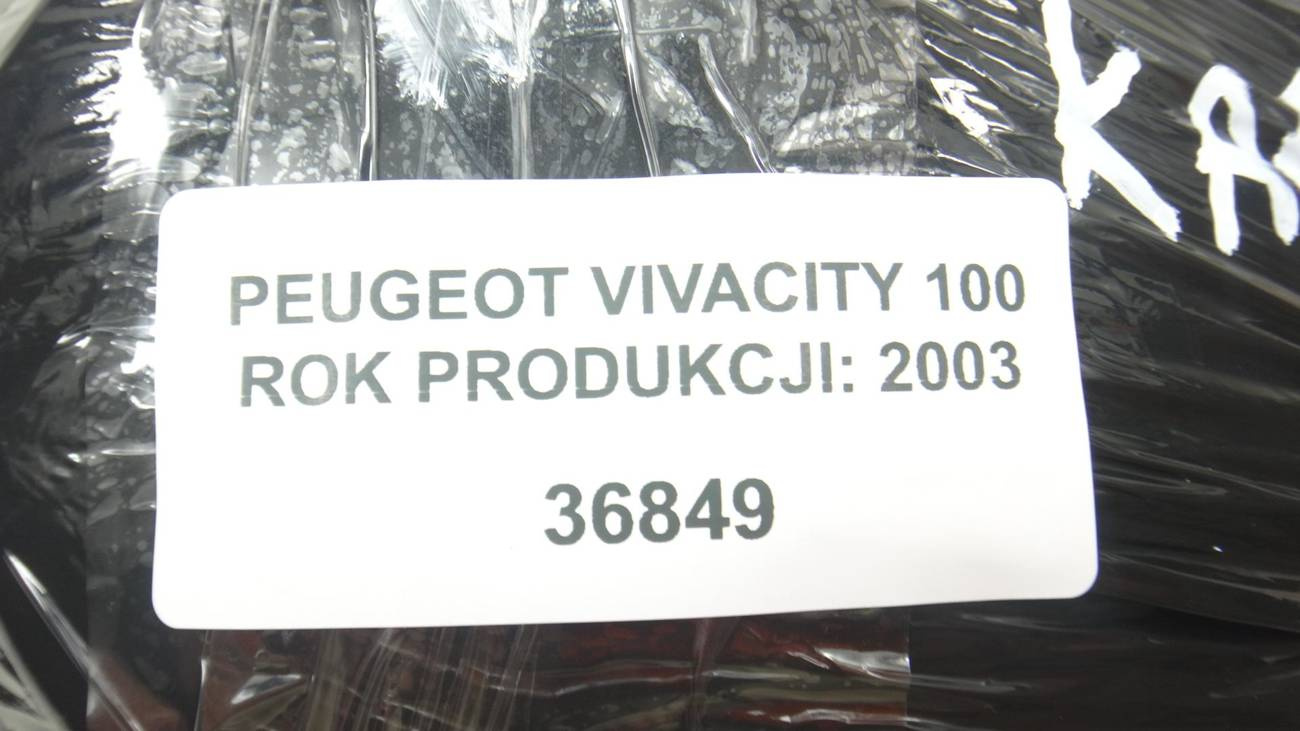 PEUGEOT VIVACITY 100
ROK PRODUKCJI: 2003
36849